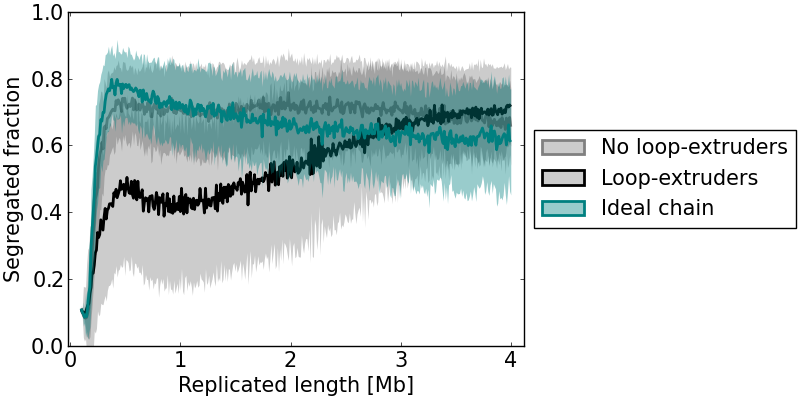 1.0
0.8
0.6
0.4
0.2
0.0
Segregated fraction
0
1
2
3
4
Replicated length [Mb]
No loop-extruders
Loop-extruders
Ideal chain